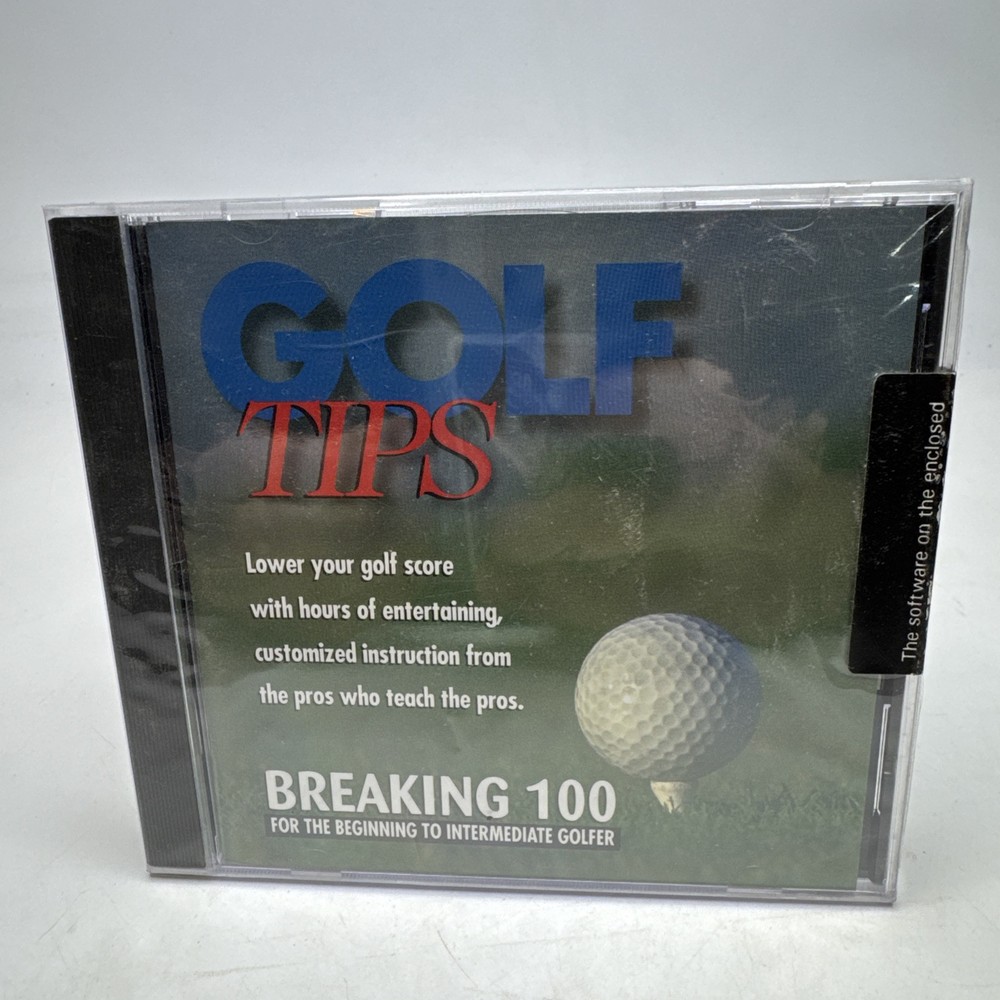 GOLF
TIPS
Lower your golf score
with hours of entertaining,
customized instruction from
the pros who teach the pros.
BREAKING 100
FOR THE BEGINNING TO INTERMEDIATE GOLFER
The software on the enclosed